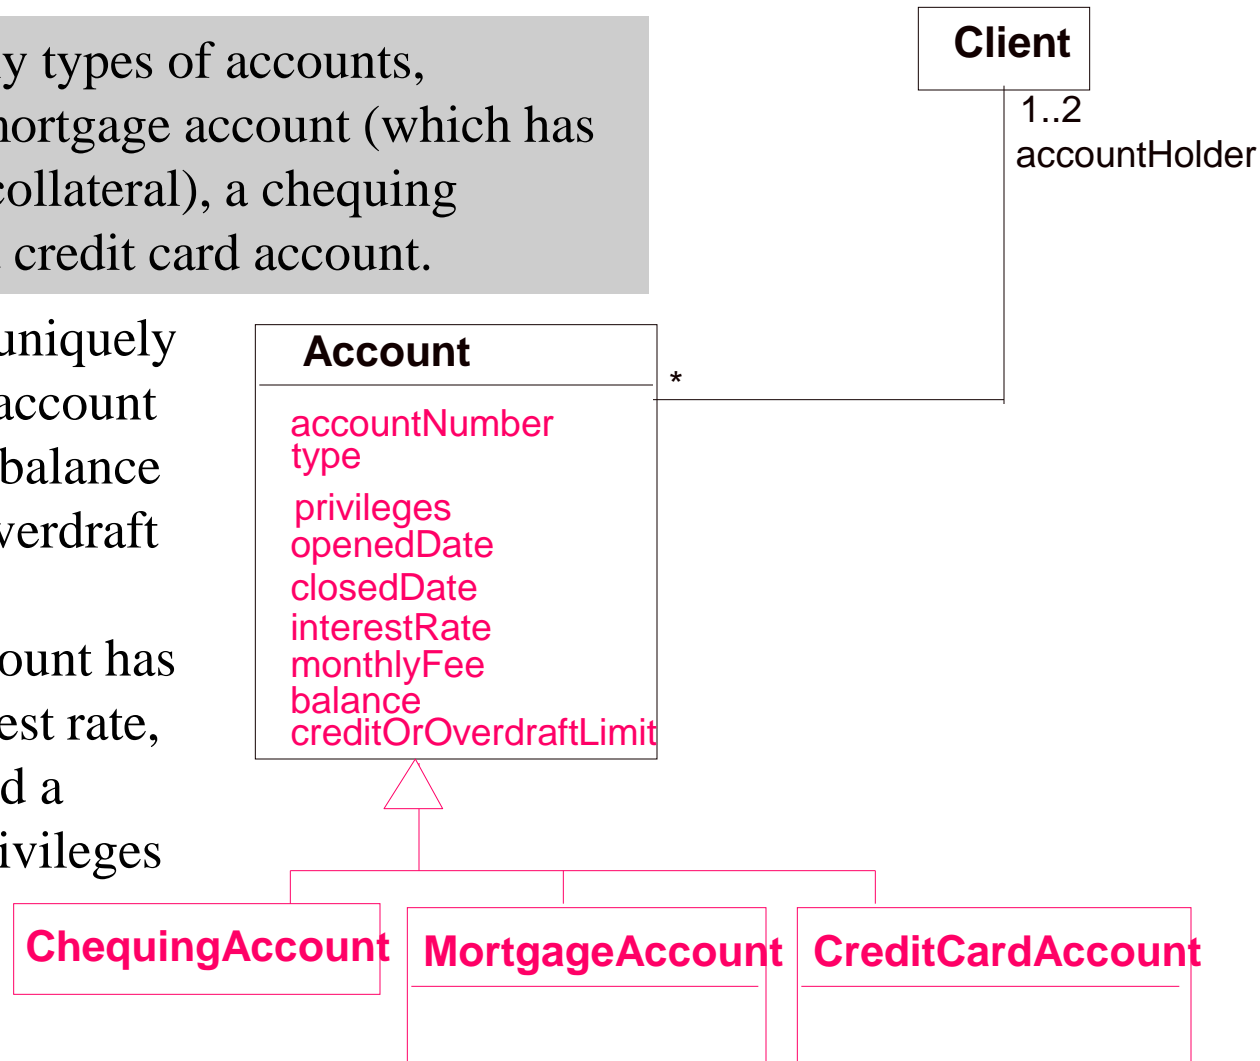 y types of accounts,
ortgage account (which has
ollateral), a chequing
credit card account.
uniquely
account
balance
verdraft
ount has
est rate,
d a
ivileges
Client
1..2
accountHolder
Account
*
accountNumber
type
privileges
openedDate
closedDate
interestRate
monthlyFee
balance
creditOrOverdraftLimit
ChequingAccount
MortgageAccount
CreditCardAccount